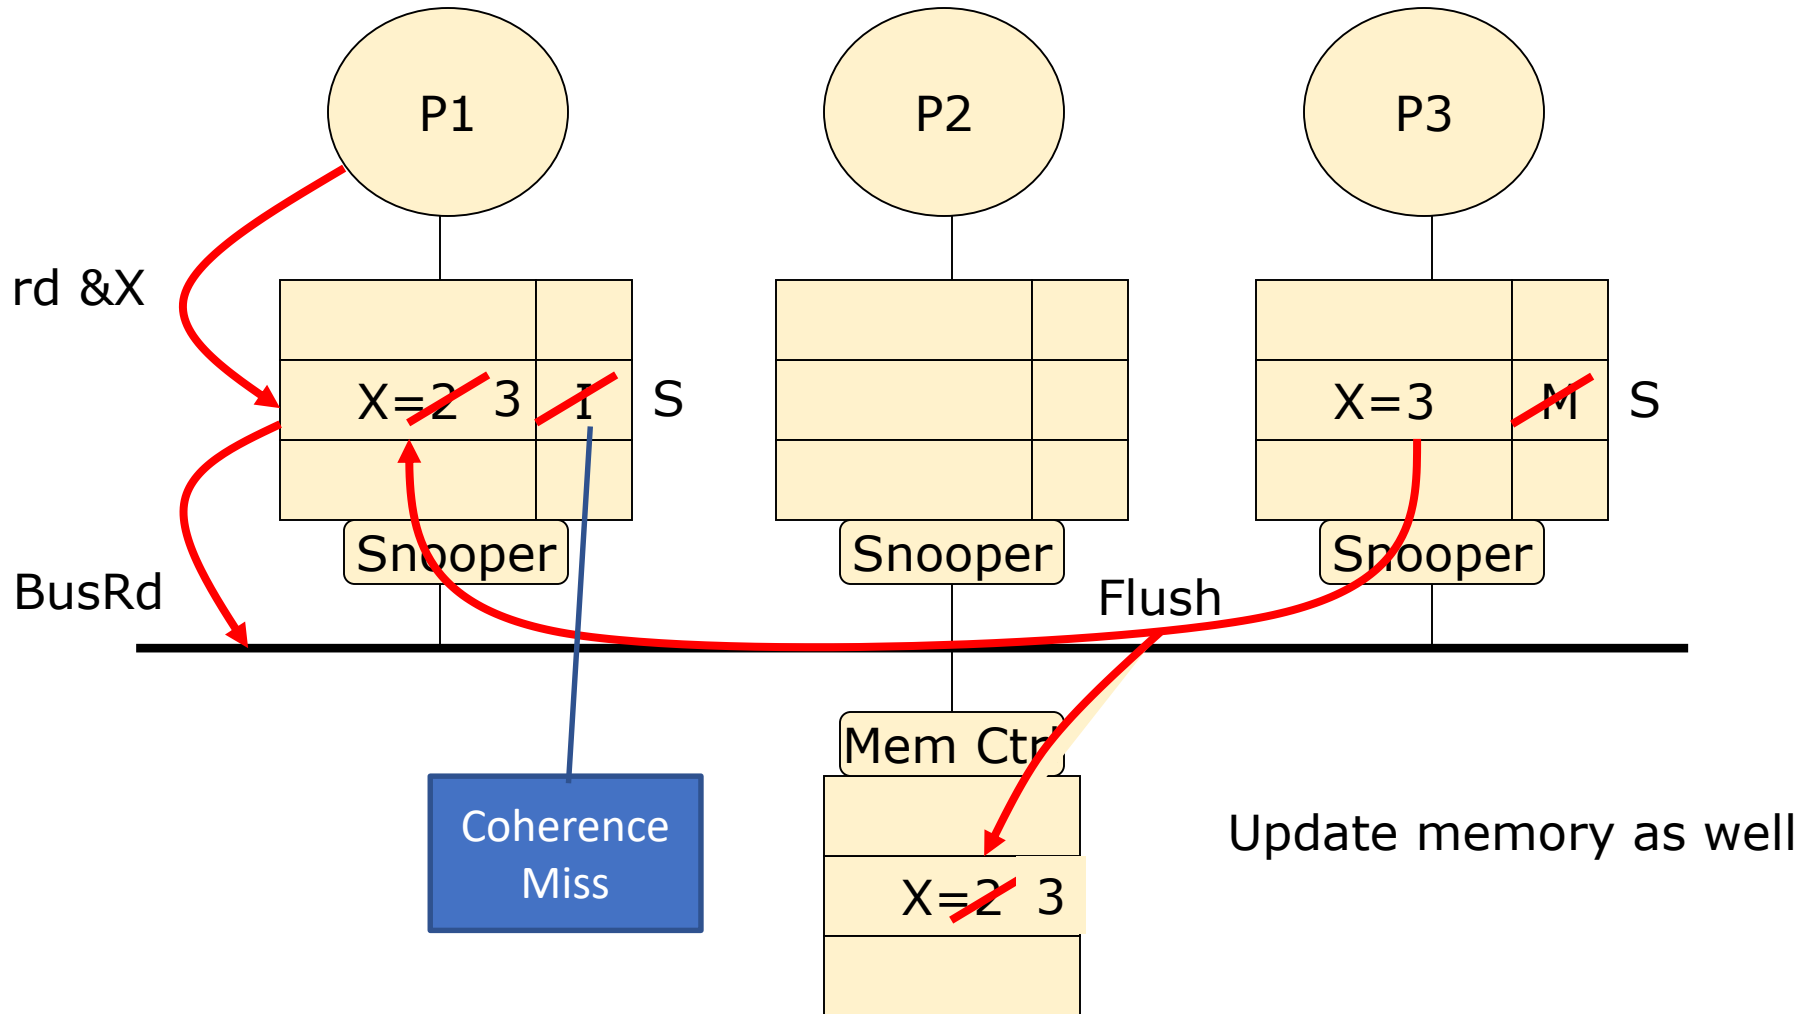 P1
P2
P3
rd &X
X=2 3 I S
X=3 M S
Snooper
Snooper
Snooper
BusRd
Flush
Mem Ctrl
Coherence
Miss
Update memory as well
X=2 3